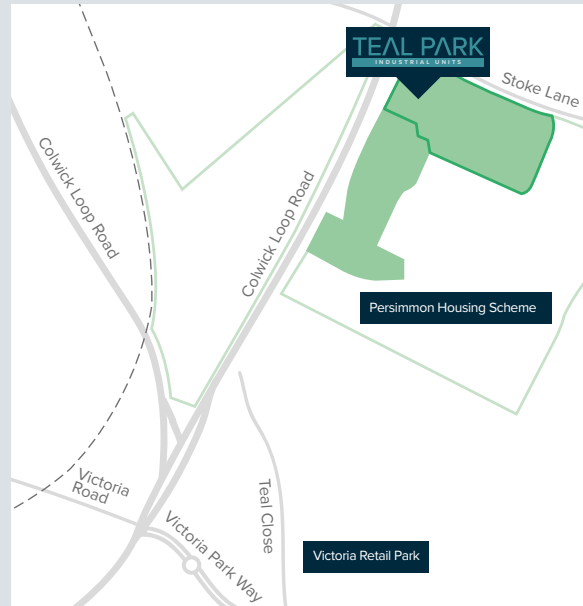 TEAL PARK
INDUSTRIAL UNITS
Stoke Lane
Colwick Loop Road
Colwick Loop Road
Persimmon Housing Scheme
Victoria
Road
Teal Close
Victoria Park Way
Victoria Retail Park